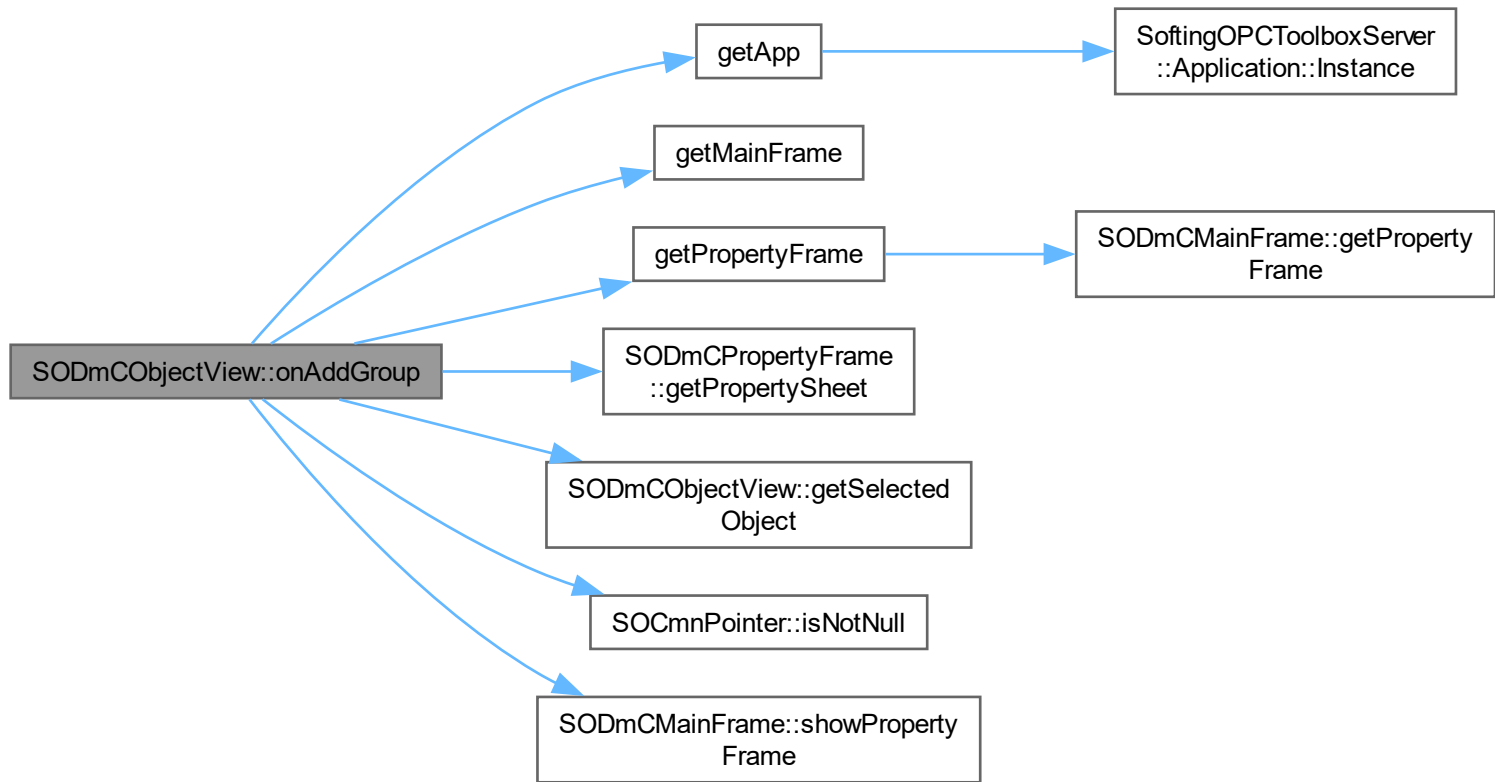 getApp
SoftingOPCToolboxServer
::Application::Instance
getMainFrame
getPropertyFrame
SODmCMainFrame::getProperty
Frame
SODmCObjectView::onAddGroup
SODmCPropertyFrame
::getPropertySheet
SODmCObjectView::getSelected
Object
SOCmnPointer::isNotNull
SODmCMainFrame::showProperty
Frame